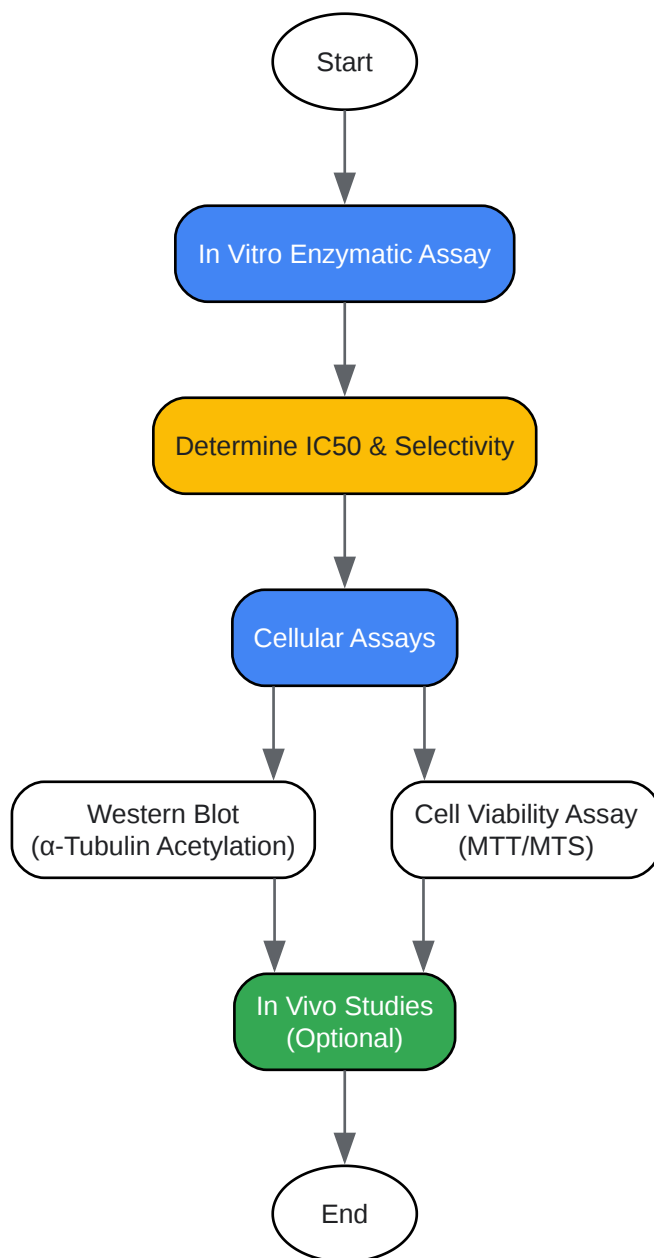 Start
In Vitro Enzymatic Assay
Determine IC50 & Selectivity
Cellular Assays
Western Blot
(α-Tubulin Acetylation)
Cell Viability Assay
(MTT/MTS)
In Vivo Studies
(Optional)
End